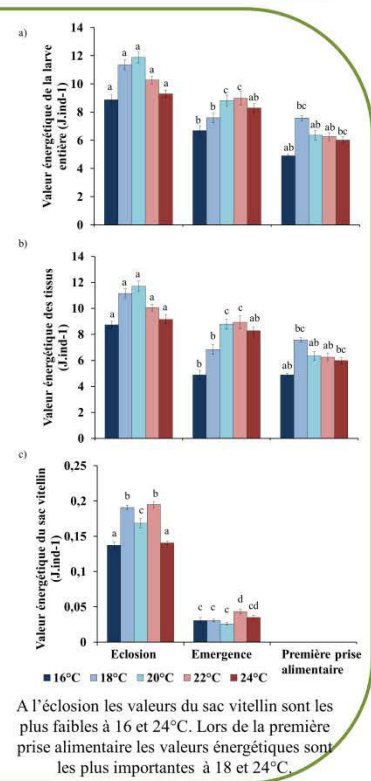 a)
Valeur énergétique de la larve
entière (J.ind-1)
14
12
10
8
6
4
2
0
a a a a a
b b c c ab
a bc ab ab bc
b)
Valeur énergétique des tissus
(J.ind-1)
14
12
10
8
6
4
2
0
a a a a a
b b c c ab
ab bc ab ab bc
c)
Valeur énergétique du sac vitellin
(J.ind-1)
0,25
0,2
0,15
0,1
0,05
0
a b c b a
c c c d cd
Eclosion Emergence Première prise
alimentaire
16°C 18°C 20°C 22°C 24°C
A l'éclosion les valeurs du sac vitellin sont les
plus faibles à 16 et 24°C. Lors de la première
prise alimentaire les valeurs énergétiques sont
les plus importantes à 18 et 24°C.